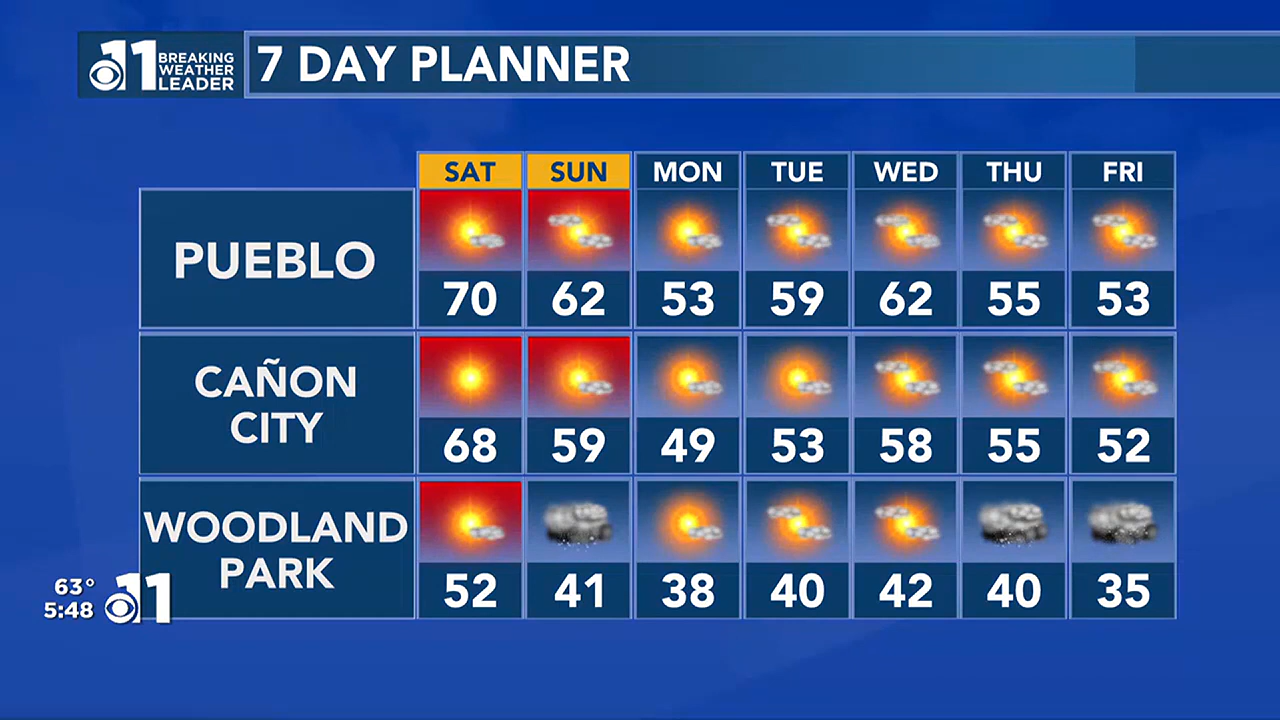 11 BREAKING WEATHER LEADER
7 DAY PLANNER
SAT SUN MON TUE WED THU FRI
PUEBLO
70 62 53 59 62 55 53
CAÑON
CITY
68 59 49 53 58 55 52
WOODLAND
PARK
52 41 38 40 42 40 35
63°
5:48
11